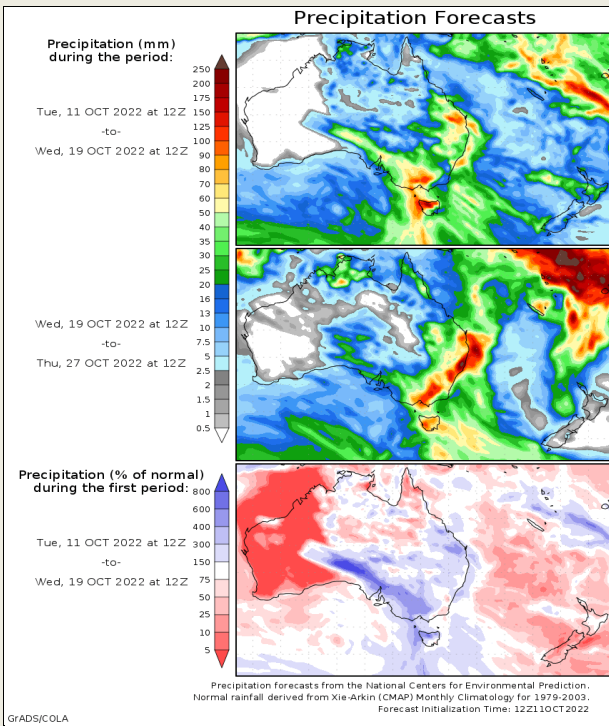 Precipitation Forecasts
Precipitation (mm)
during the period:
Tue, 11 OCT 2022 at 12Z
-to-
Wed, 19 OCT 2022 at 12Z
250
200
175
150
125
100
90
80
70
60
50
40
35
30
25
20
16
13
10
7.5
5
2.5
2
1.5
1
0.5
Wed, 19 OCT 2022 at 12Z
-to-
Thu, 27 OCT 2022 at 12Z
Precipitation (% of normal)
during the first period:
Tue, 11 OCT 2022 at 12Z
-to-
Wed, 19 OCT 2022 at 12Z
800
600
400
300
150
75
50
25
10
5
Precipitation forecasts from the National Centers for Environmental Prediction.
Normal rainfall derived from Xie-Arkin (CMAP) Monthly Climatology for 1979-2003.
Forecast Initialization Time: 12Z11OCT2022
GrADS/COLA